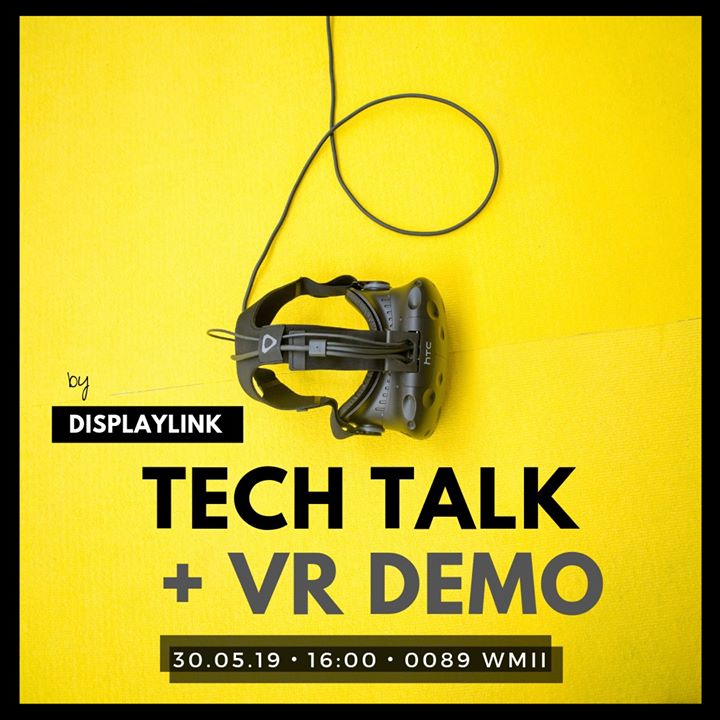 hTC
by
DISPLAYLINK
TECH TALK
+ VR DEMO
30.05.19 • 16:00 • 0089 WMII